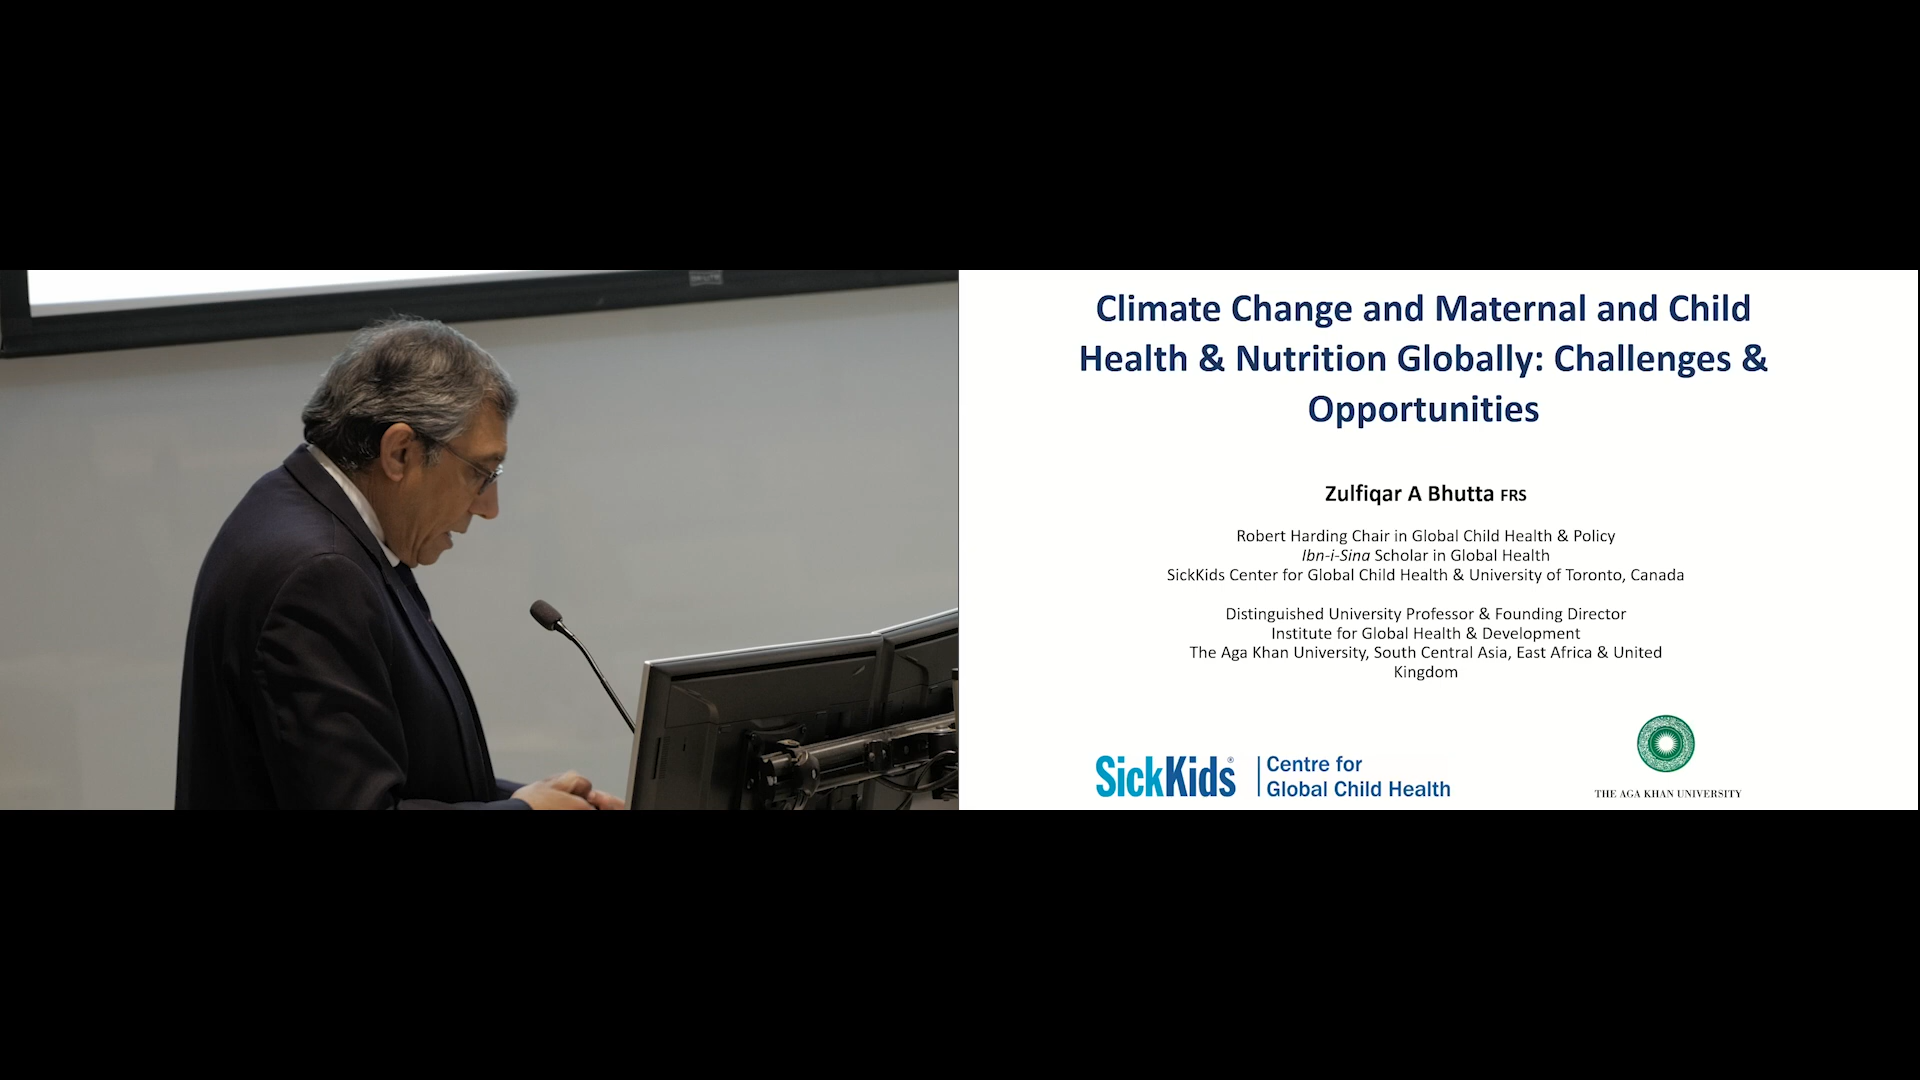 Climate Change and Maternal and Child
Health & Nutrition Globally: Challenges &
Opportunities
Zulfiqar A Bhutta FRS
Robert Harding Chair in Global Child Health & Policy
Ibn-i-Sina Scholar in Global Health
SickKids Center for Global Child Health & University of Toronto, Canada
Distinguished University Professor & Founding Director
Institute for Global Health & Development
The Aga Khan University, South Central Asia, East Africa & United
Kingdom
SickKids® Centre for
Global Child Health
THE AGA KHAN UNIVERSITY